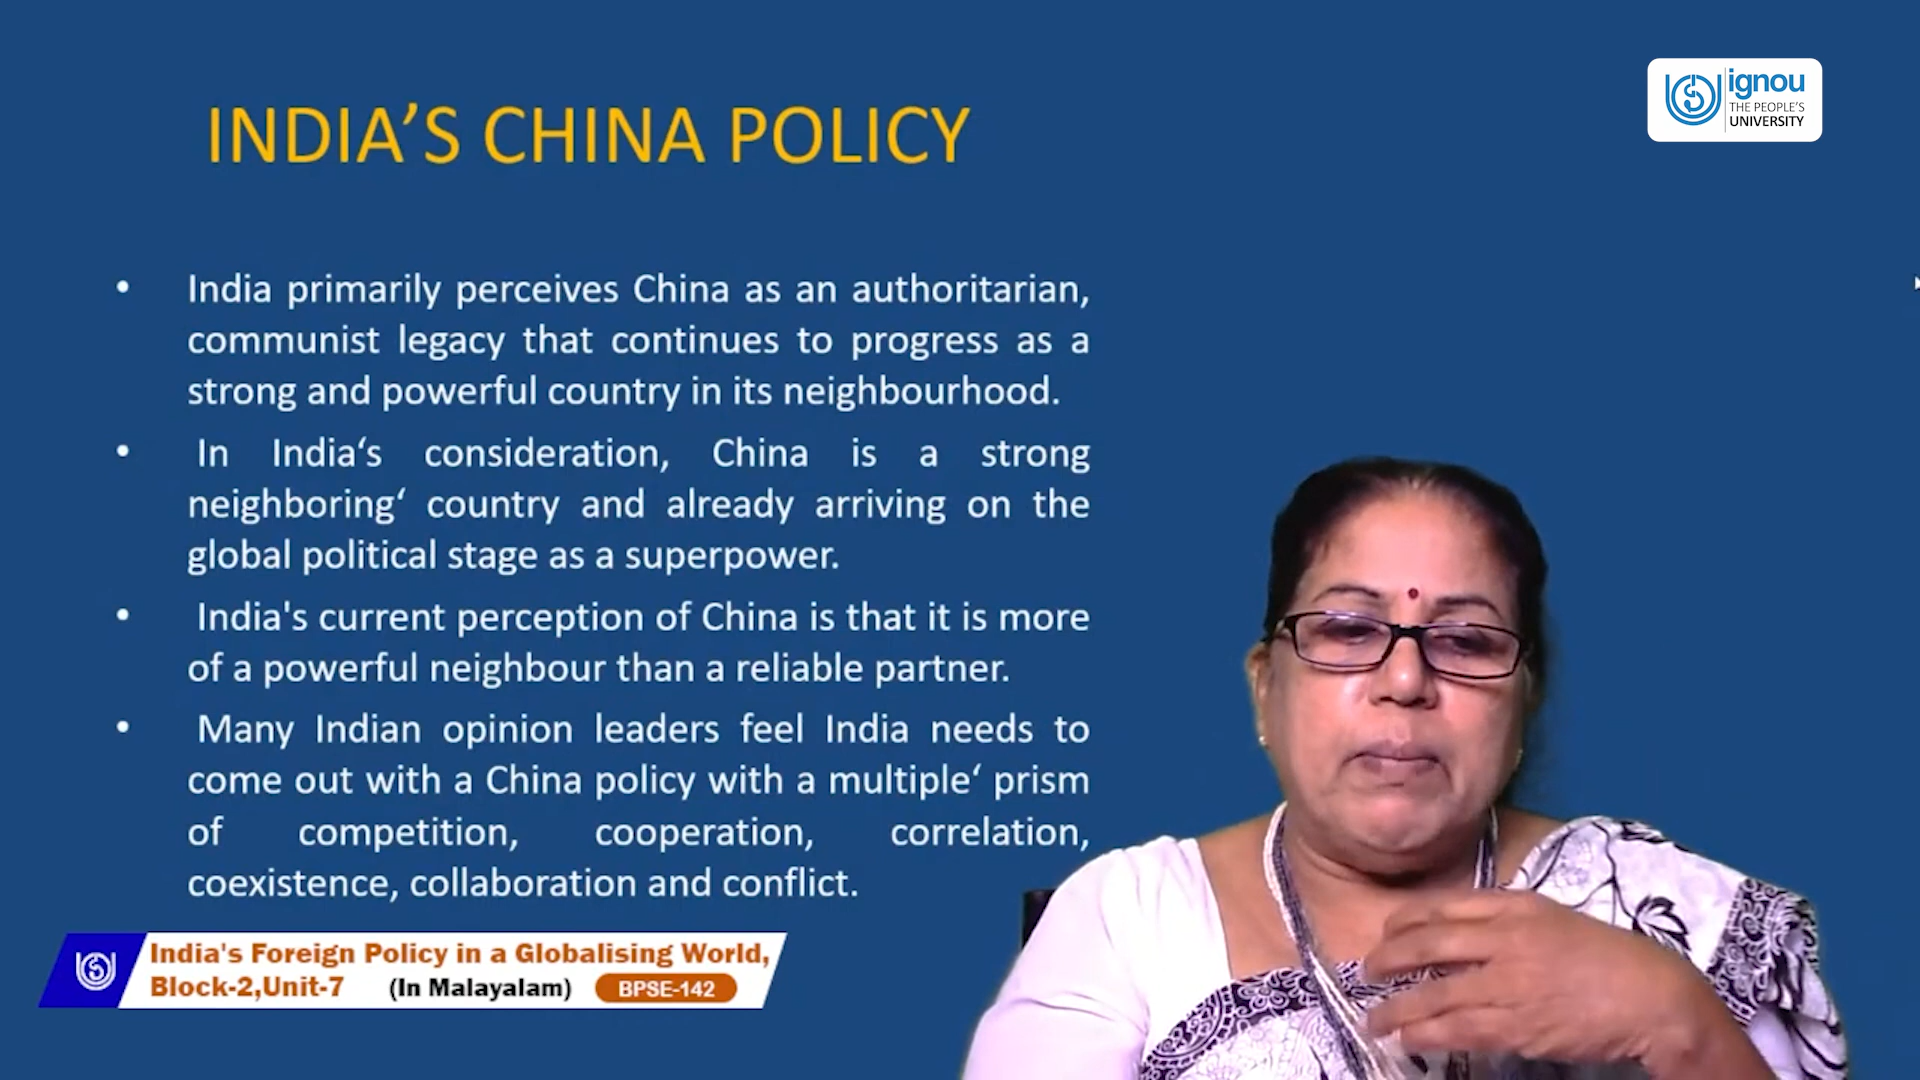 ignou
THE PEOPLE'S
UNIVERSITY
INDIA’S CHINA POLICY
• India primarily perceives China as an authoritarian,
communist legacy that continues to progress as a
strong and powerful country in its neighbourhood.
• In India‘s consideration, China is a strong
neighboring‘ country and already arriving on the
global political stage as a superpower.
• India's current perception of China is that it is more
of a powerful neighbour than a reliable partner.
• Many Indian opinion leaders feel India needs to
come out with a China policy with a multiple‘ prism
of competition, cooperation, correlation,
coexistence, collaboration and conflict.
India's Foreign Policy in a Globalising World,
Block-2,Unit-7 (In Malayalam) BPSE-142